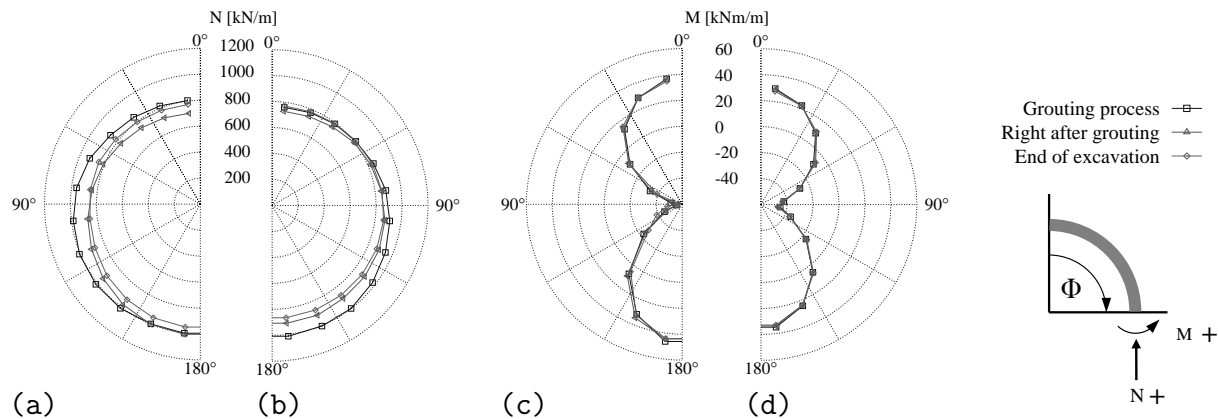 N [kN/m]
M [kNm/m]
0°
0°
0°
0°
1200
1000
800
600
400
200
60
40
20
0
-20
-40
90°
90°
90°
90°
180°
180°
180°
180°
Grouting process
Right after grouting
End of excavation
Φ
M +
N +
(a)
(b)
(c)
(d)